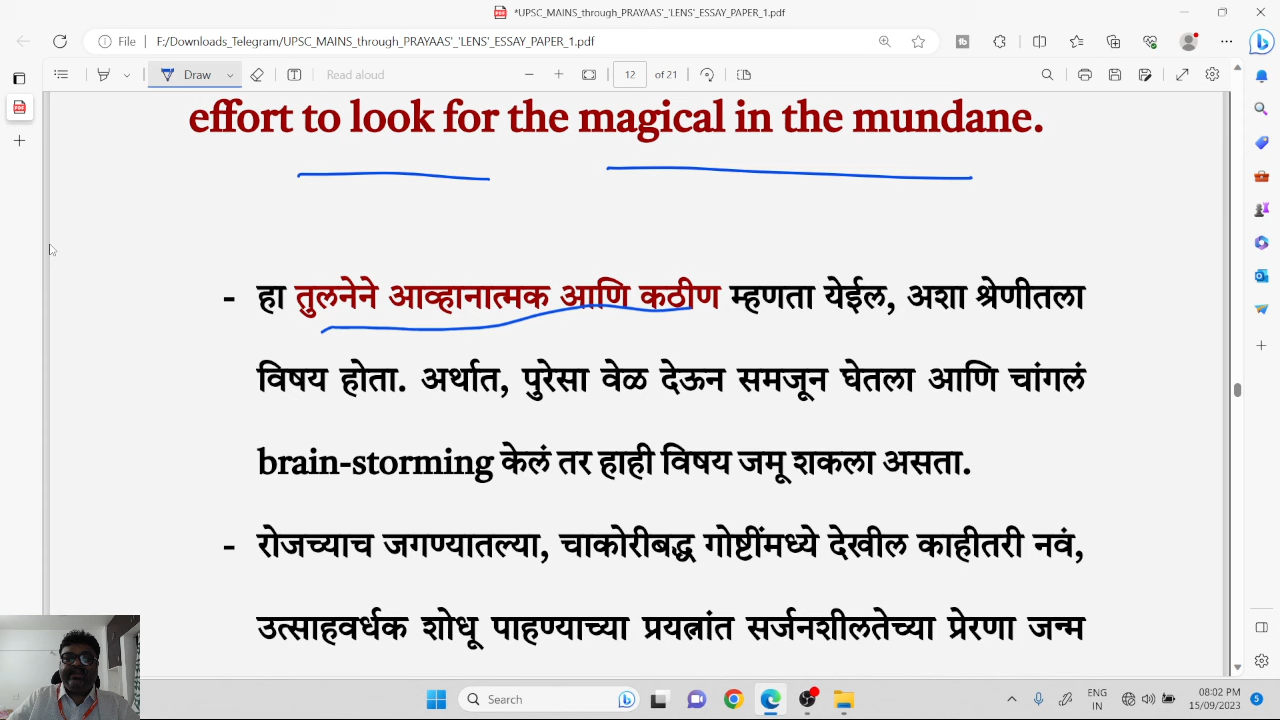 *UPSC_MAINS_through_PRAYAAS'_'LENS'_ESSAY_PAPER_1.pdf
File F:/Downloads_Telegram/UPSC_MAINS_through_PRAYAAS'_'LENS'_ESSAY_PAPER_1.pdf
Draw Read aloud 12 of 21
effort to look for the magical in the mundane.
- हा तुलनेने आव्हानात्मक आणि कठीण म्हणता येईल, अशा श्रेणीतला
विषय होता. अर्थात, पुरेसा वेळ देऊन समजून घेतला आणि चांगलं
brain-storming केलं तर हाही विषय जमू शकला असता.
- रोजच्याच जगण्यातल्या, चाकोरीबद्ध गोष्टींमध्ये देखील काहीतरी नवं,
उत्साहवर्धक शोधू पाहण्याच्या प्रयत्नांत सर्जनशीलतेच्या प्रेरणा जन्म
Search ENG 08:02 PM
IN 15/09/2023 5